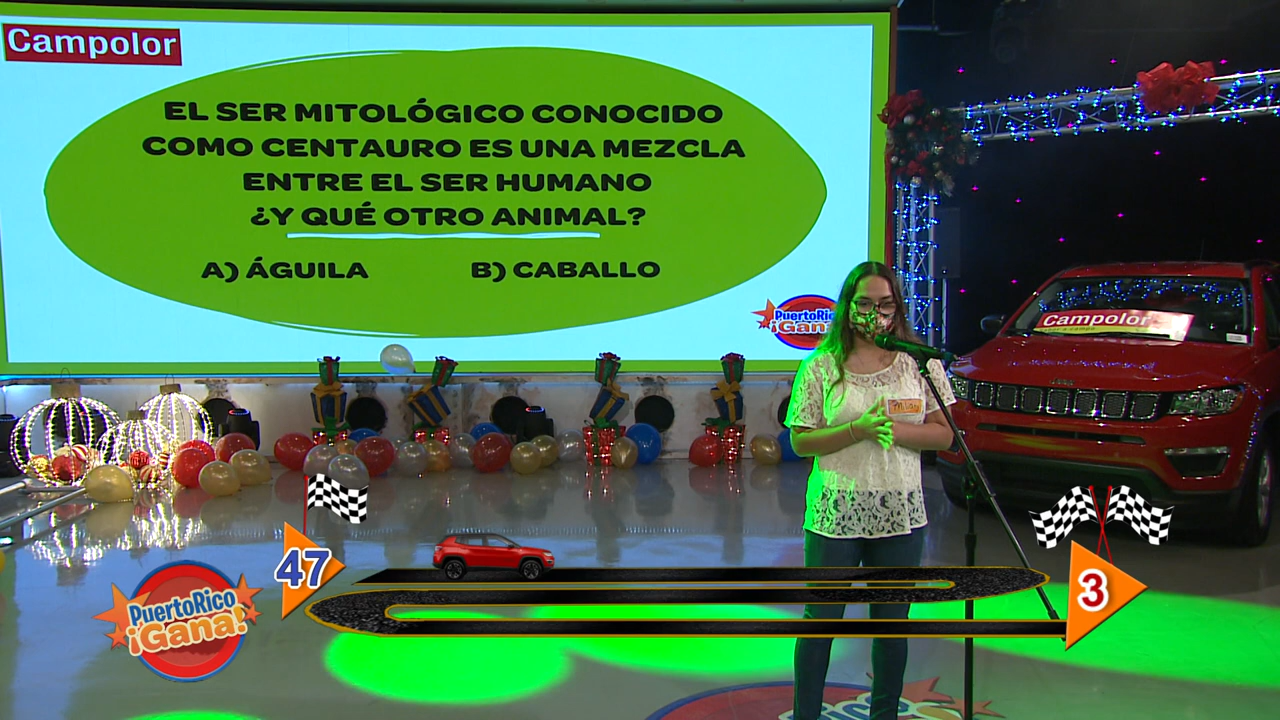 Campolor
EL SER MITOLÓGICO CONOCIDO
COMO CENTAURO ES UNA MEZCLA
ENTRE EL SER HUMANO
¿Y QUÉ OTRO ANIMAL?
A) ÁGUILA
B) CABALLO
PuertoRico
¡Gana!
Campolor
Jeep
47
3
PuertoRico
¡Gana!